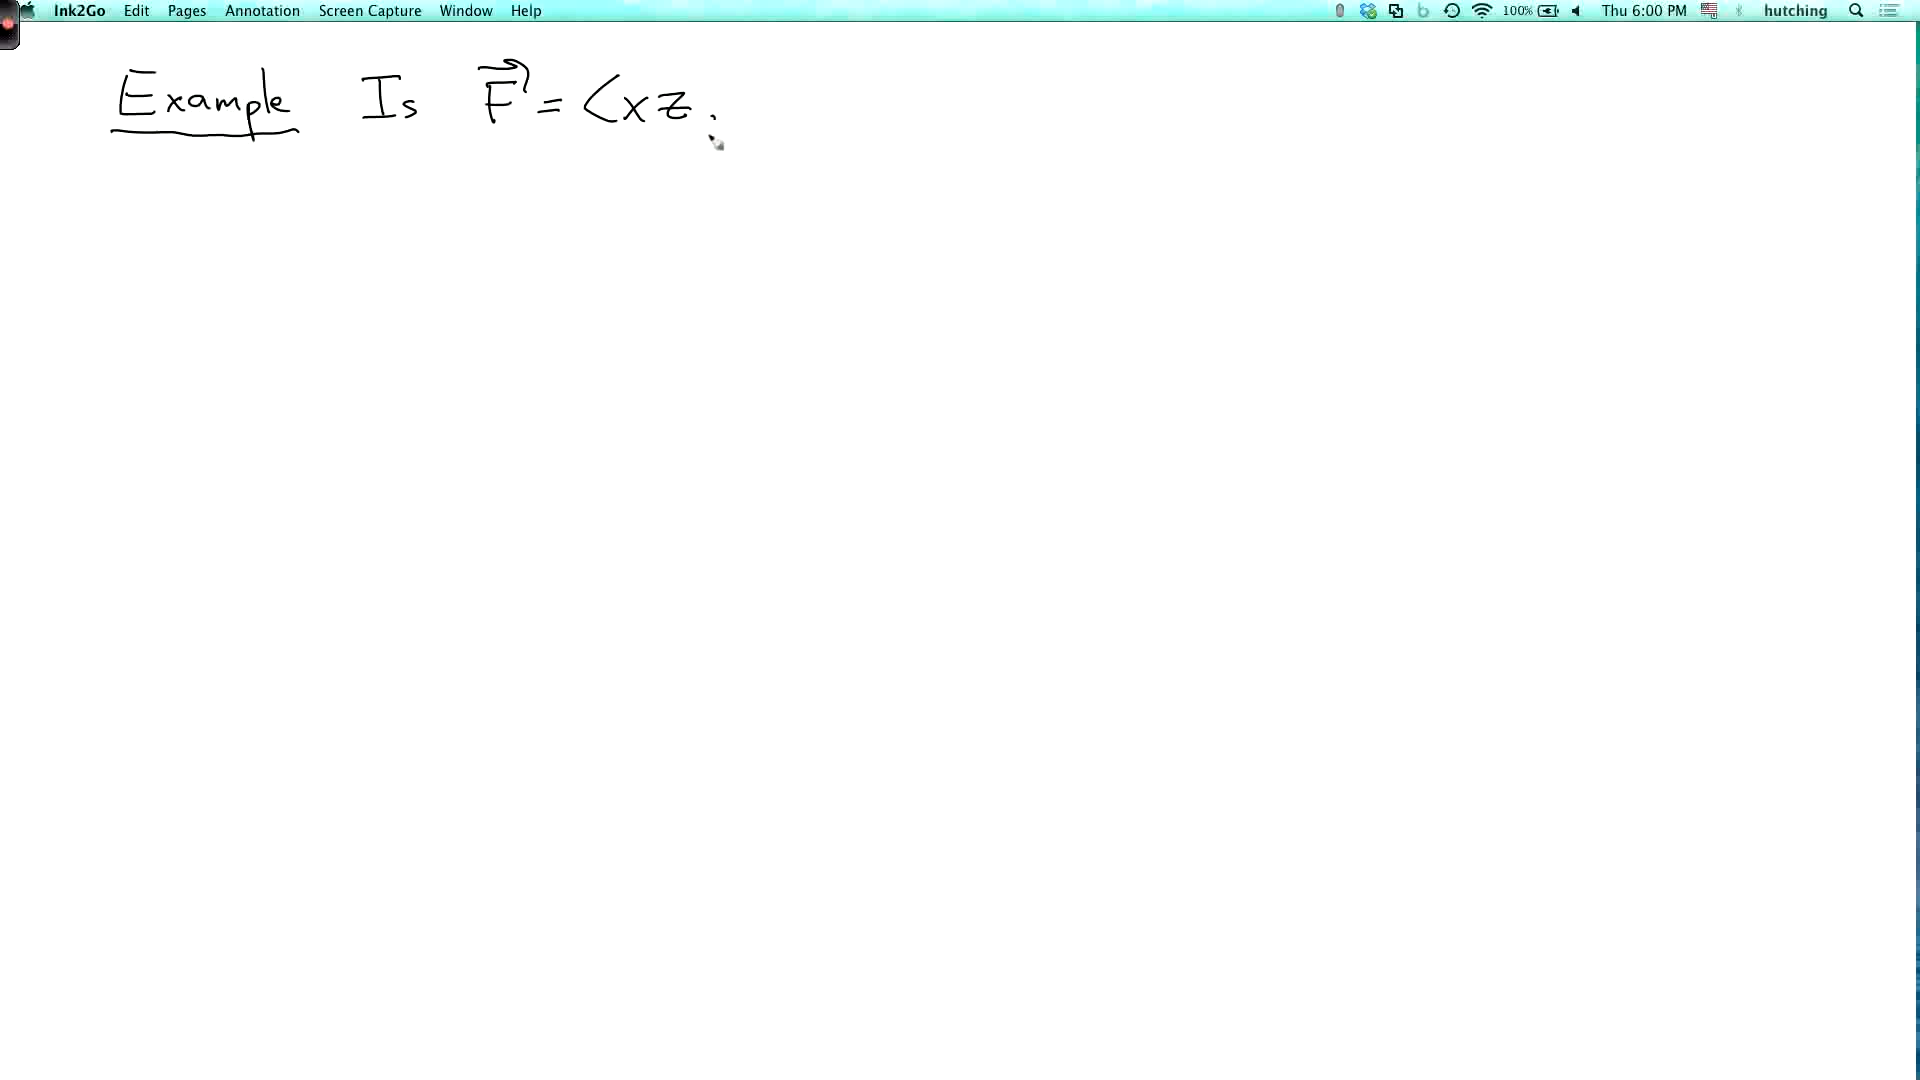 Ink2Go Edit Pages Annotation Screen Capture Window Help 100% Thu 6:00 PM hutching
Example Is F⃗ = <xz,